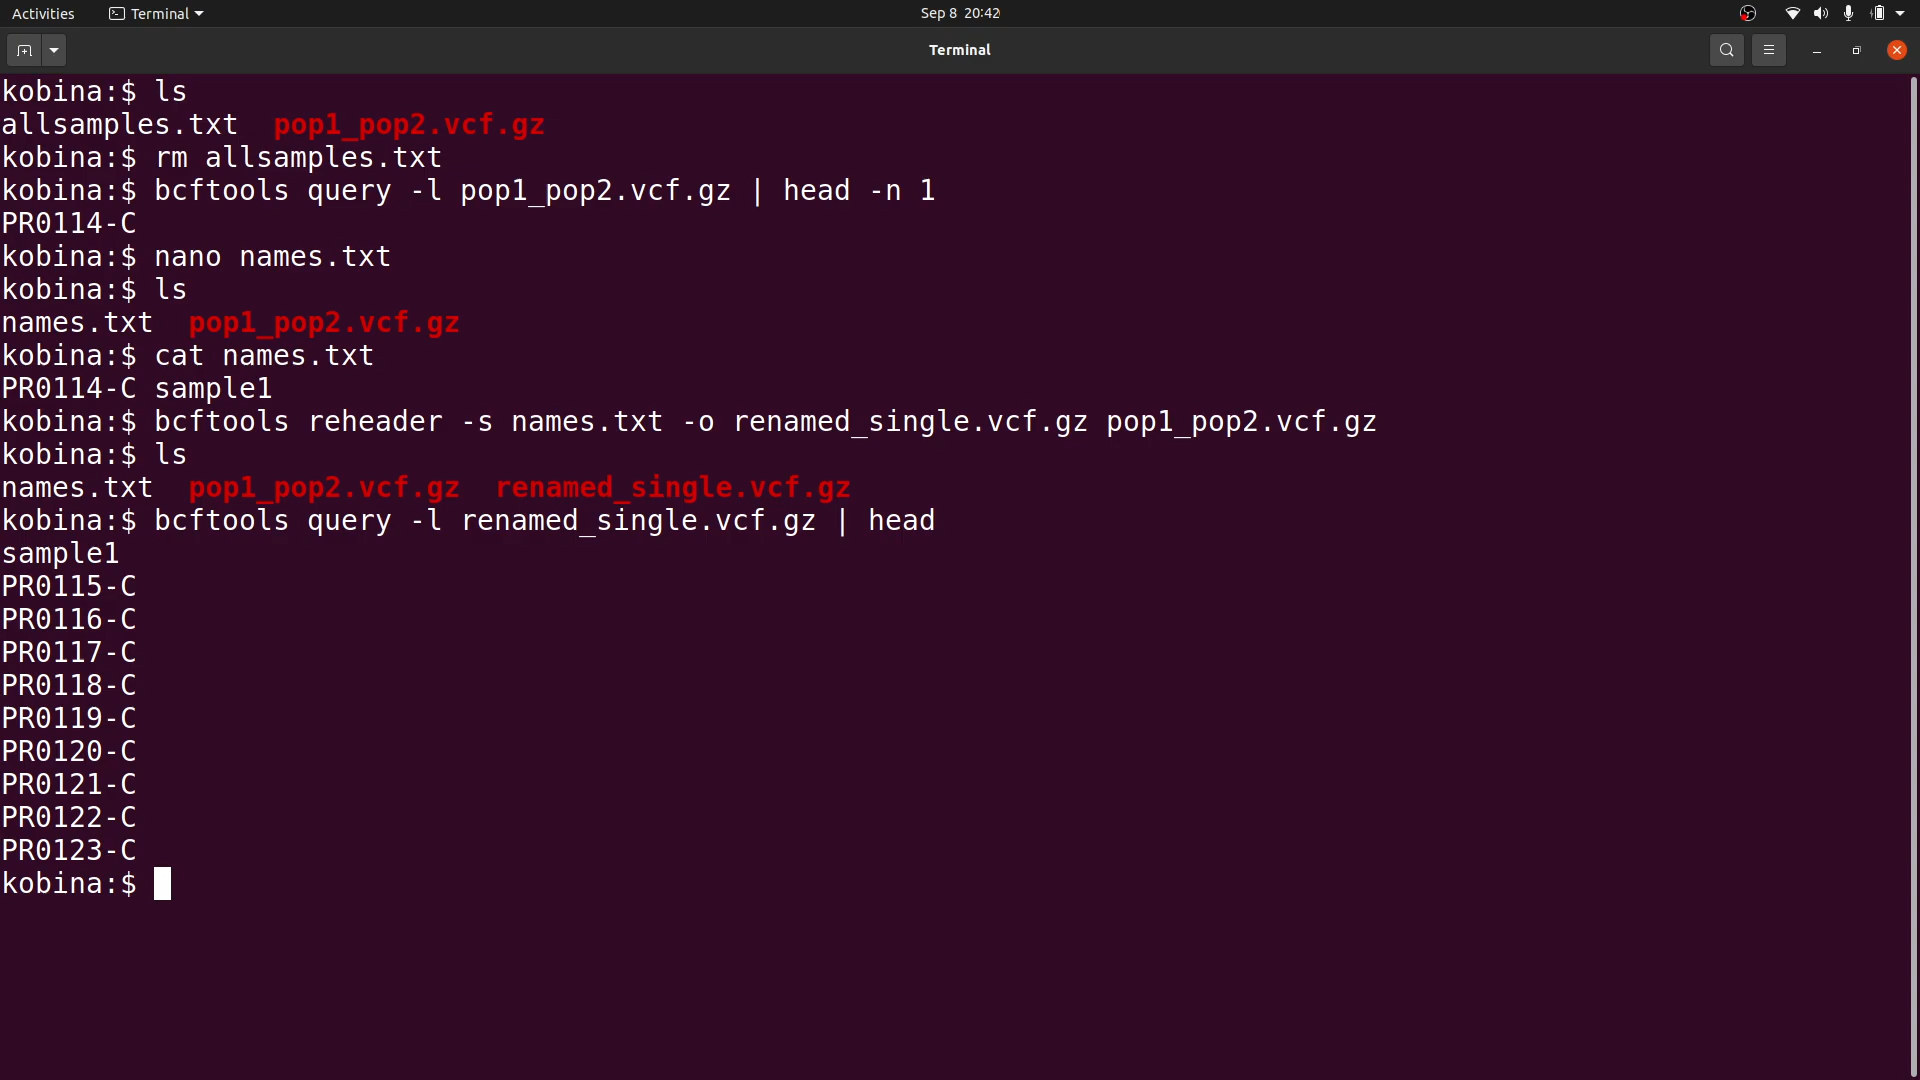 Activities Terminal Sep 8 20:42
Terminal
kobina:$ ls
allsamples.txt pop1_pop2.vcf.gz
kobina:$ rm allsamples.txt
kobina:$ bcftools query -l pop1_pop2.vcf.gz | head -n 1
PR0114-C
kobina:$ nano names.txt
kobina:$ ls
names.txt pop1_pop2.vcf.gz
kobina:$ cat names.txt
PR0114-C sample1
kobina:$ bcftools reheader -s names.txt -o renamed_single.vcf.gz pop1_pop2.vcf.gz
kobina:$ ls
names.txt pop1_pop2.vcf.gz renamed_single.vcf.gz
kobina:$ bcftools query -l renamed_single.vcf.gz | head
sample1
PR0115-C
PR0116-C
PR0117-C
PR0118-C
PR0119-C
PR0120-C
PR0121-C
PR0122-C
PR0123-C
kobina:$